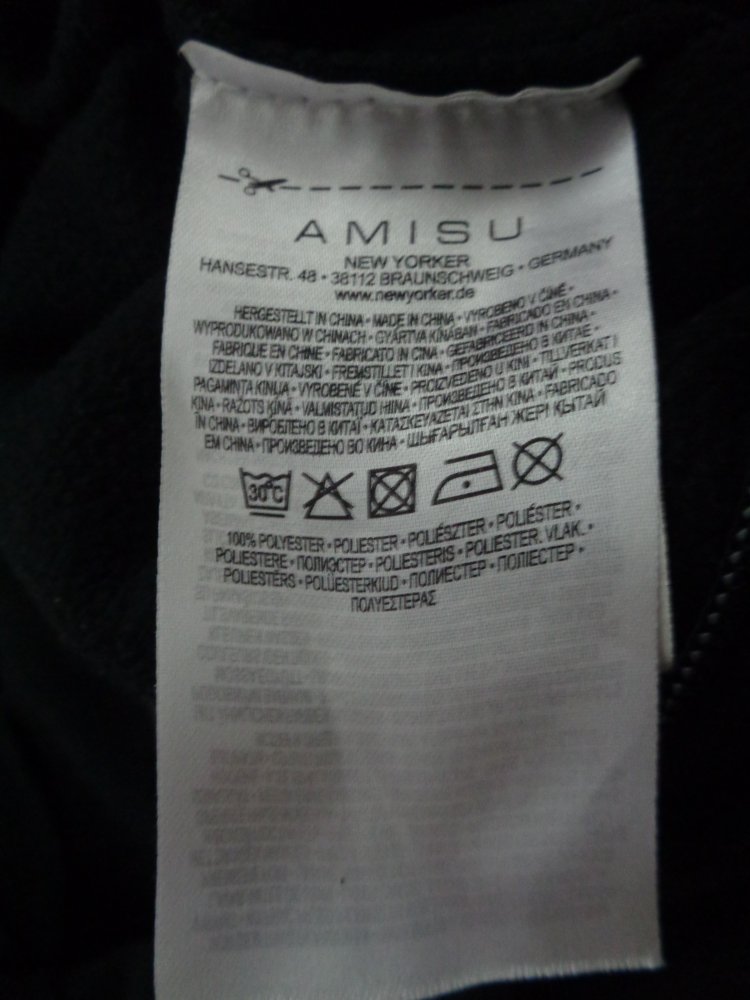 AMISU
NEW YORKER
HANSESTR. 48 • 38112 BRAUNSCHWEIG • GERMANY
www.newyorker.de
HERGESTELLT IN CHINA • MADE IN CHINA • VYROBENO V ČÍNĚ •
WYPRODUKOWANO W CHINACH • GYÁRTVA KÍNÁBAN • FABRICADO EN CHINA •
FABRIQUE EN CHINE • FABRICATO IN CINA • GEFABRICEERD IN CHINA •
IZDELANO V KITAJSKI • FREMSTILLET I KINA • ПРОИЗВЕДЕНО В КИТАЕ •
PAGAMINTA KINIJA • VYROBENÉ V ČÍNE • PROIZVEDENO U KINI • TILLVERKAT I
KINA • RAŽOTS ĶĪNĀ • VALMISTATUD HIINA • ПРОИЗВЕДЕНО В КИТАЙ • PRODUS
ÎN CHINA • ВИРОБЛЕНО В КИТАЇ • ΚΑΤΑΣΚΕΥΑΖΕΤΑΙ ΣΤΗΝ ΚΙΝΑ • FABRICADO
EM CHINA • ПРОИЗВЕДЕНО ВО КИНА • ШЫҒАРЫЛҒАН ЖЕРІ ҚЫТАЙ
30°C
100% POLYESTER • POLIESTER • POLIÉSZTER • POLIÉSTER •
POLIESTERE • ПОЛИЭСТЕР • POLIESTERIS • POLIESTER. VLAK. •
POLIESTERS • POLÜESTERKIUD • ПОЛИЕСТЕР • ПОЛІЕСТЕР •
ΠΟΛΥΕΣΤΕΡΑΣ